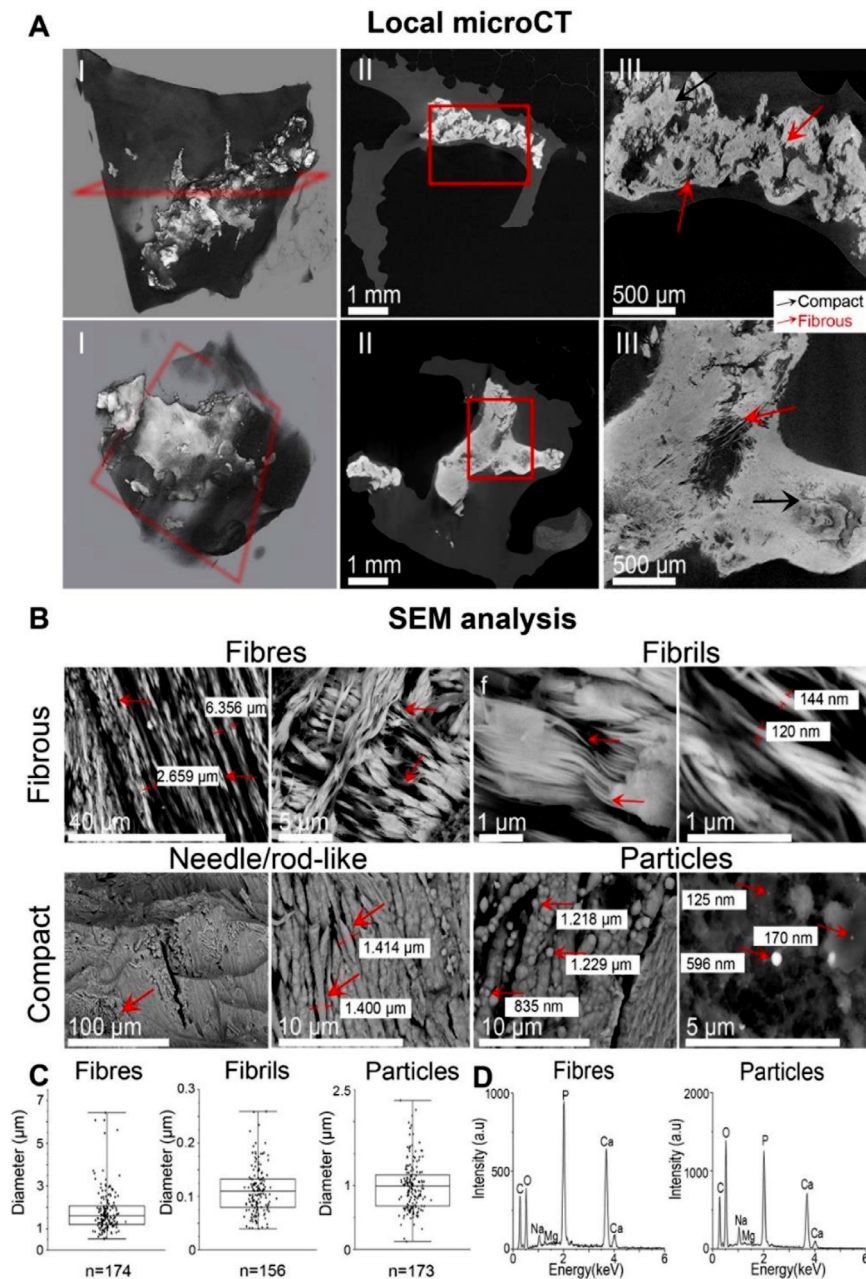 A
Local microCT
I
II
III
1 mm
500 µm
Compact
Fibrous
I
II
III
1 mm
500 µm
B
SEM analysis
Fibres
Fibrils
Fibrous
6.356 µm
2.659 µm
40 µm
5 µm
f
1 µm
144 nm
120 nm
1 µm
Needle/rod-like
Particles
Compact
100 µm
1.414 µm
1.400 µm
10 µm
1.218 µm
1.229 µm
835 nm
10 µm
125 nm
170 nm
596 nm
5 µm
C
Fibres
Fibrils
Particles
Diameter (µm)
7
6
5
4
3
2
1
0
n=174
Diameter (µm)
0.3
0.2
0.1
0
n=156
Diameter (µm)
2.5
2
1
0
n=173
D
Fibres
Particles
Intensity (a.u)
1000
500
0
C
O
Na
Mg
P
Ca
Ca
0 2 4 6
Energy(keV)
Intensity (a.u)
2000
1500
1000
500
0
C
O
Na
Mg
P
Ca
Ca
0 2 4 6
Energy(keV)